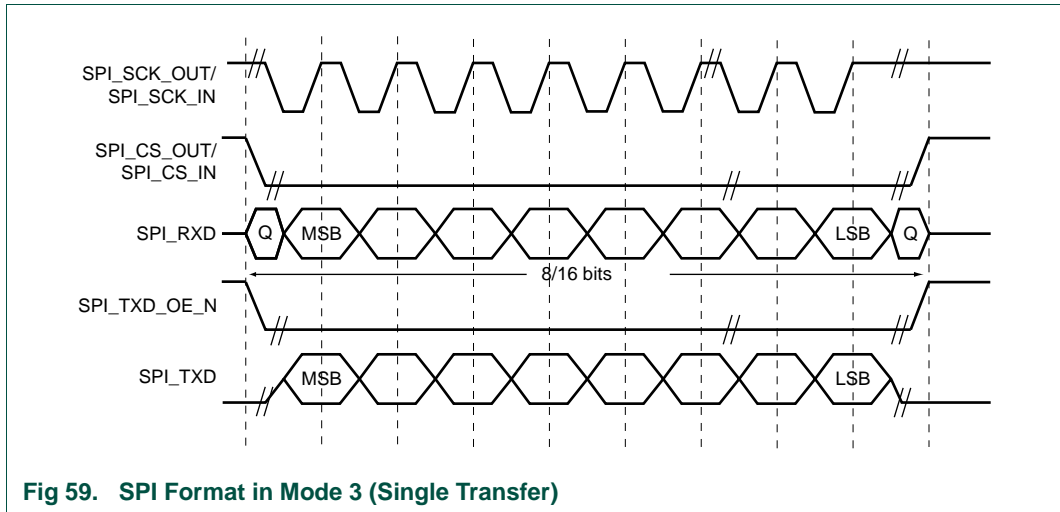 SPI_SCK_OUT/
SPI_SCK_IN
SPI_CS_OUT/
SPI_CS_IN
SPI_RXD
Q MSB LSB Q
8/16 bits
SPI_TXD_OE_N
SPI_TXD
MSB LSB
Fig 59. SPI Format in Mode 3 (Single Transfer)